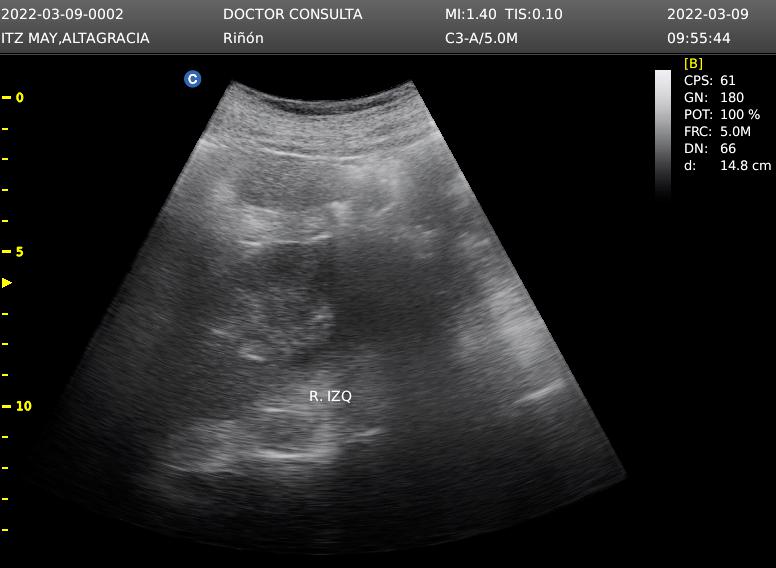 2022-03-09-0002 DOCTOR CONSULTA MI:1.40 TIS:0.10 2022-03-09
ITZ MAY,ALTAGRACIA Riñón C3-A/5.0M 09:55:44
[B]
CPS: 61
GN: 180
POT: 100 %
FRC: 5.0M
DN: 66
d: 14.8 cm
C
0
5
10
R. IZQ